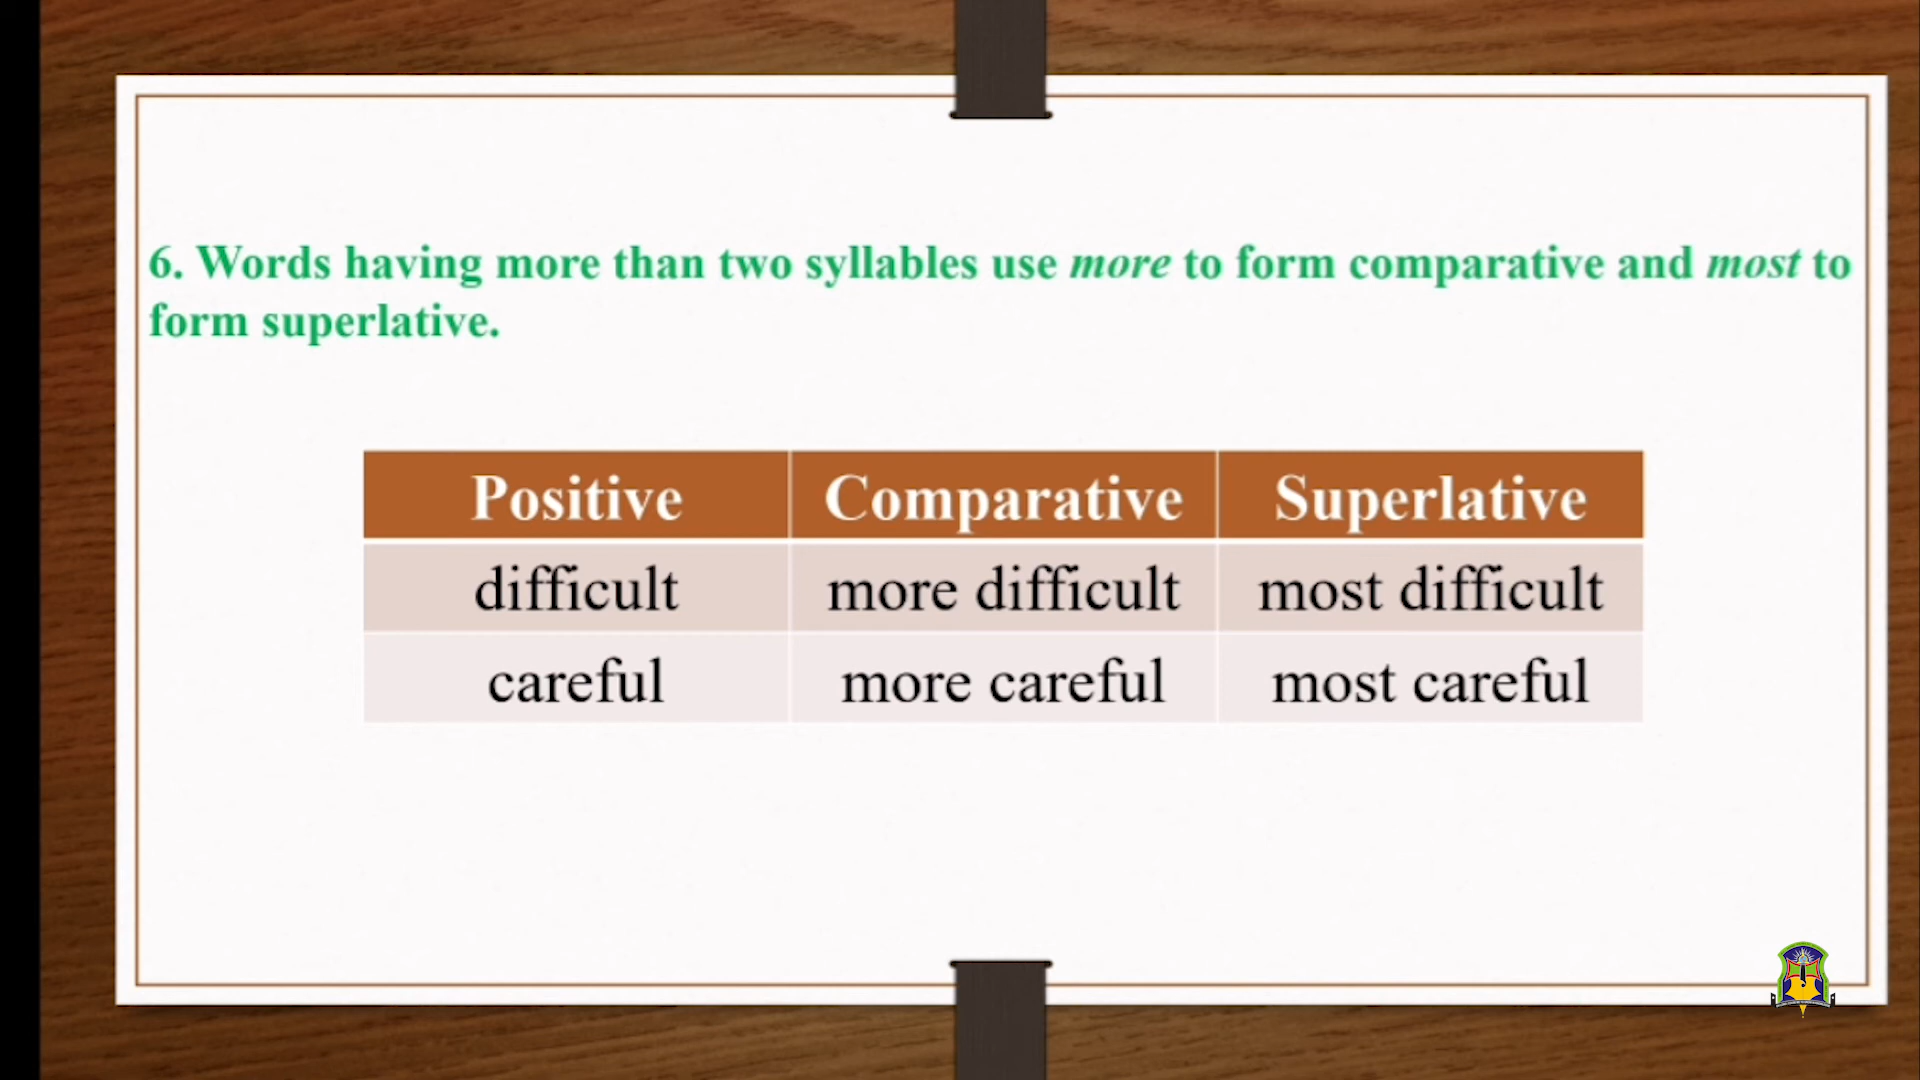 6. Words having more than two syllables use more to form comparative and most to
form superlative.
Positive Comparative Superlative
difficult more difficult most difficult
careful more careful most careful